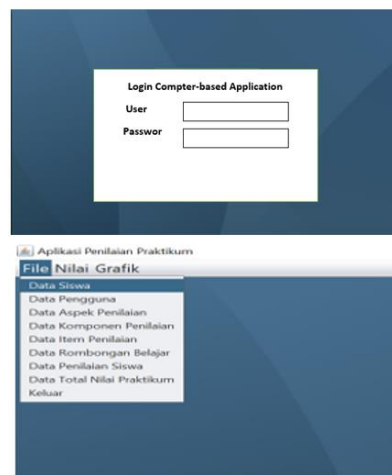 Login Compter-based Application
User
Passwor
Aplikasi Penilaian Praktikum
File Nilai Grafik
Data Siswa
Data Pengguna
Data Aspek Penilaian
Data Komponen Penilaian
Data Item Penilaian
Data Rombongan Belajar
Data Penilaian Siswa
Data Total Nilai Praktikum
Keluar